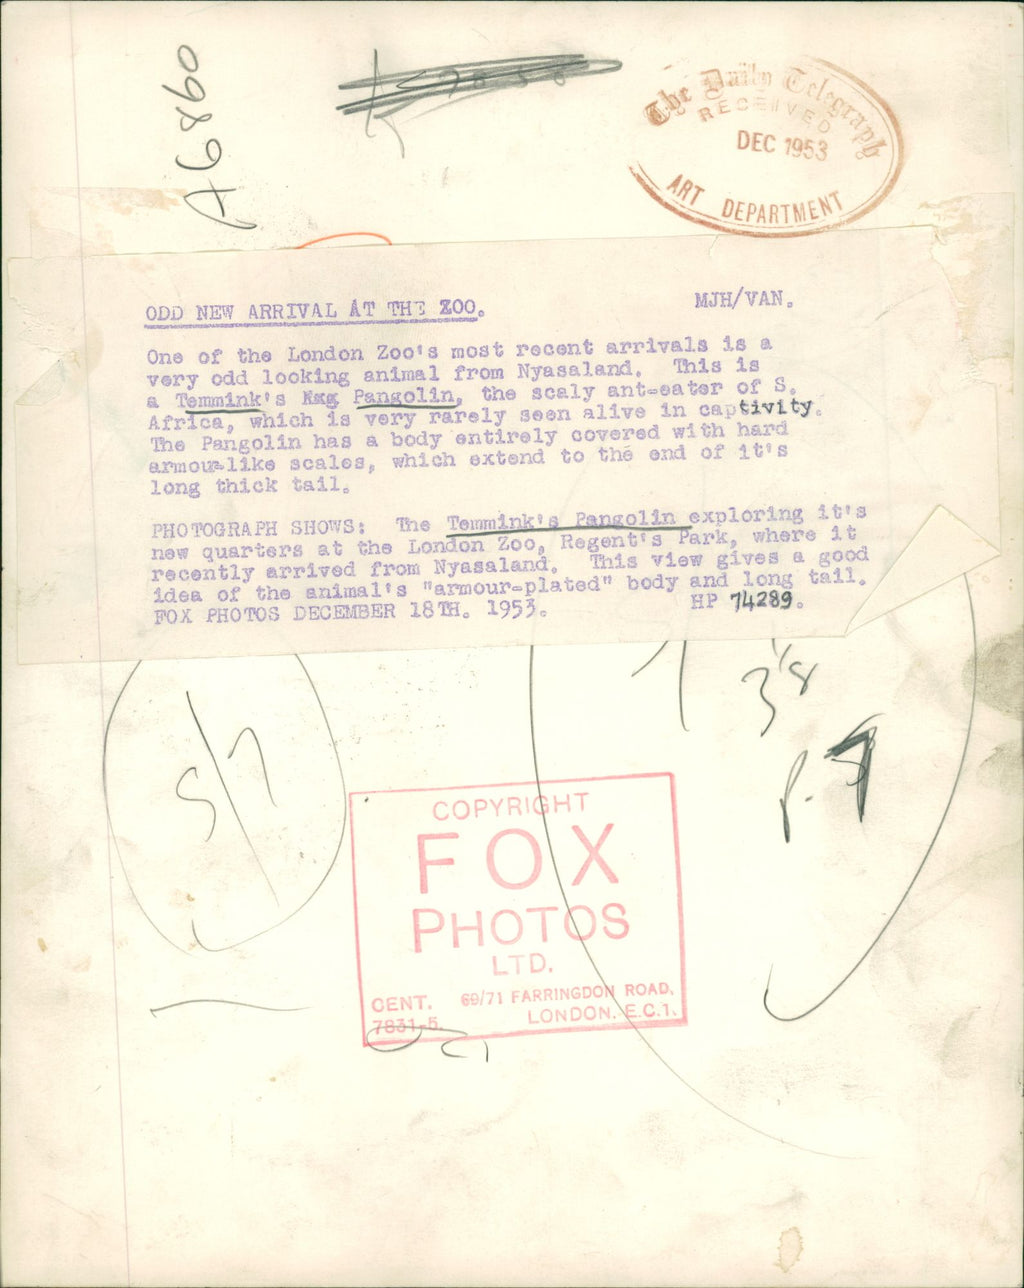 A6860
The Daily Telegraph
RECEIVED
DEC 1953
ART DEPARTMENT
ODD NEW ARRIVAL AT THE ZOO.
MJH/VAN.
One of the London Zoo's most recent arrivals is a
very odd looking animal from Nyasaland. This is
a Temmink's Pangolin, the scaly ant-eater of S.
Africa, which is very rarely seen alive in captivity.
The Pangolin has a body entirely covered with hard
armour-like scales, which extend to the end of it's
long thick tail.
PHOTOGRAPH SHOWS: The Temmink's Pangolin exploring it's
new quarters at the London Zoo, Regent's Park, where it
recently arrived from Nyasaland. This view gives a good
idea of the animal's "armour-plated" body and long tail.
FOX PHOTOS DECEMBER 18TH. 1953.
HP 74289.
S/7
3 1/8
COPYRIGHT
FOX
PHOTOS
LTD.
CENT.
69/71 FARRINGDON ROAD,
7831-5.
LONDON. E.C.1.